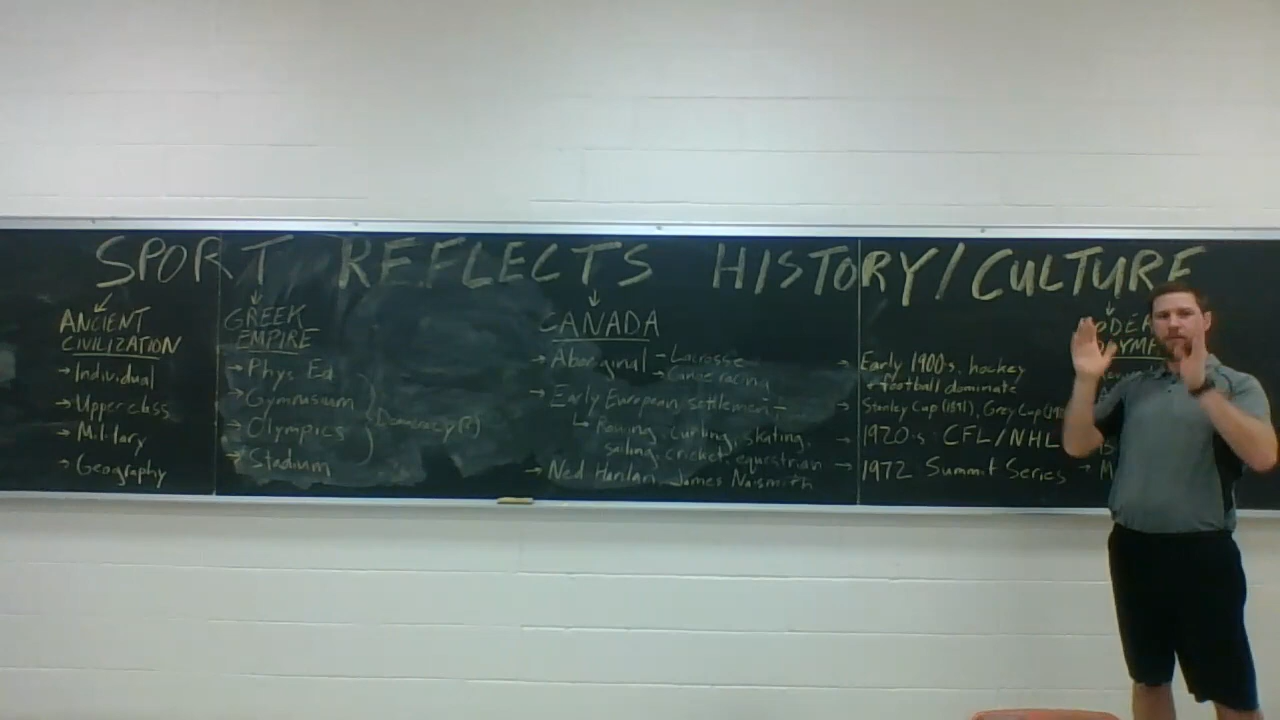 SPORT REFLECTS HISTORY/CULTURE
ANCIENT
CIVILIZATION
→ Individual
→ Upper class
→ Military
→ Geography
GREEK
EMPIRE
→ Phys Ed
→ Gymnasium
→ Olympics
→ Stadium
Democracy
CANADA
→ Aboriginal → Lacrosse
→ Canoe racing
→ Early European settlement
↳ Rowing, curling, skating,
sailing, cricket, equestrian
→ Ned Hanlan, James Naismith
→ Early 1900s, hockey
+ football dominate
→ Stanley Cup Grey Cup
→ 1920's CFL/NHL
→ 1972 Summit Series